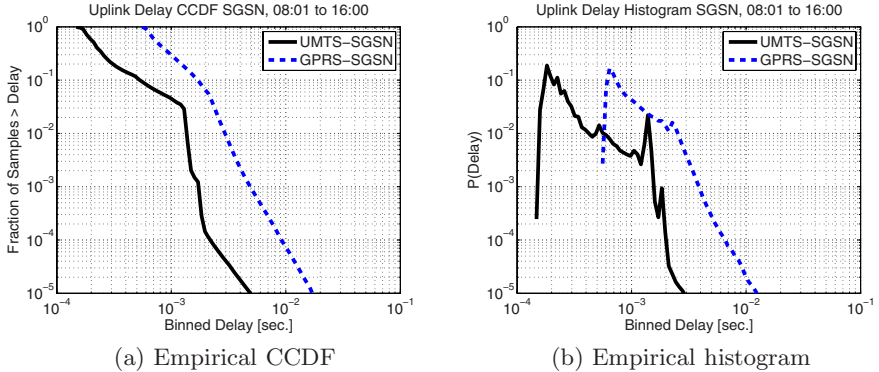 Uplink Delay CCDF SGSN, 08:01 to 16:00
UMTS−SGSN
GPRS−SGSN
Fraction of Samples > Delay
10^0
10^−1
10^−2
10^−3
10^−4
10^−5
10^−4
10^−3
10^−2
10^−1
Binned Delay [sec.]
(a) Empirical CCDF
Uplink Delay Histogram SGSN, 08:01 to 16:00
UMTS−SGSN
GPRS−SGSN
P(Delay)
10^0
10^−1
10^−2
10^−3
10^−4
10^−5
10^−4
10^−3
10^−2
10^−1
Binned Delay [sec.]
(b) Empirical histogram